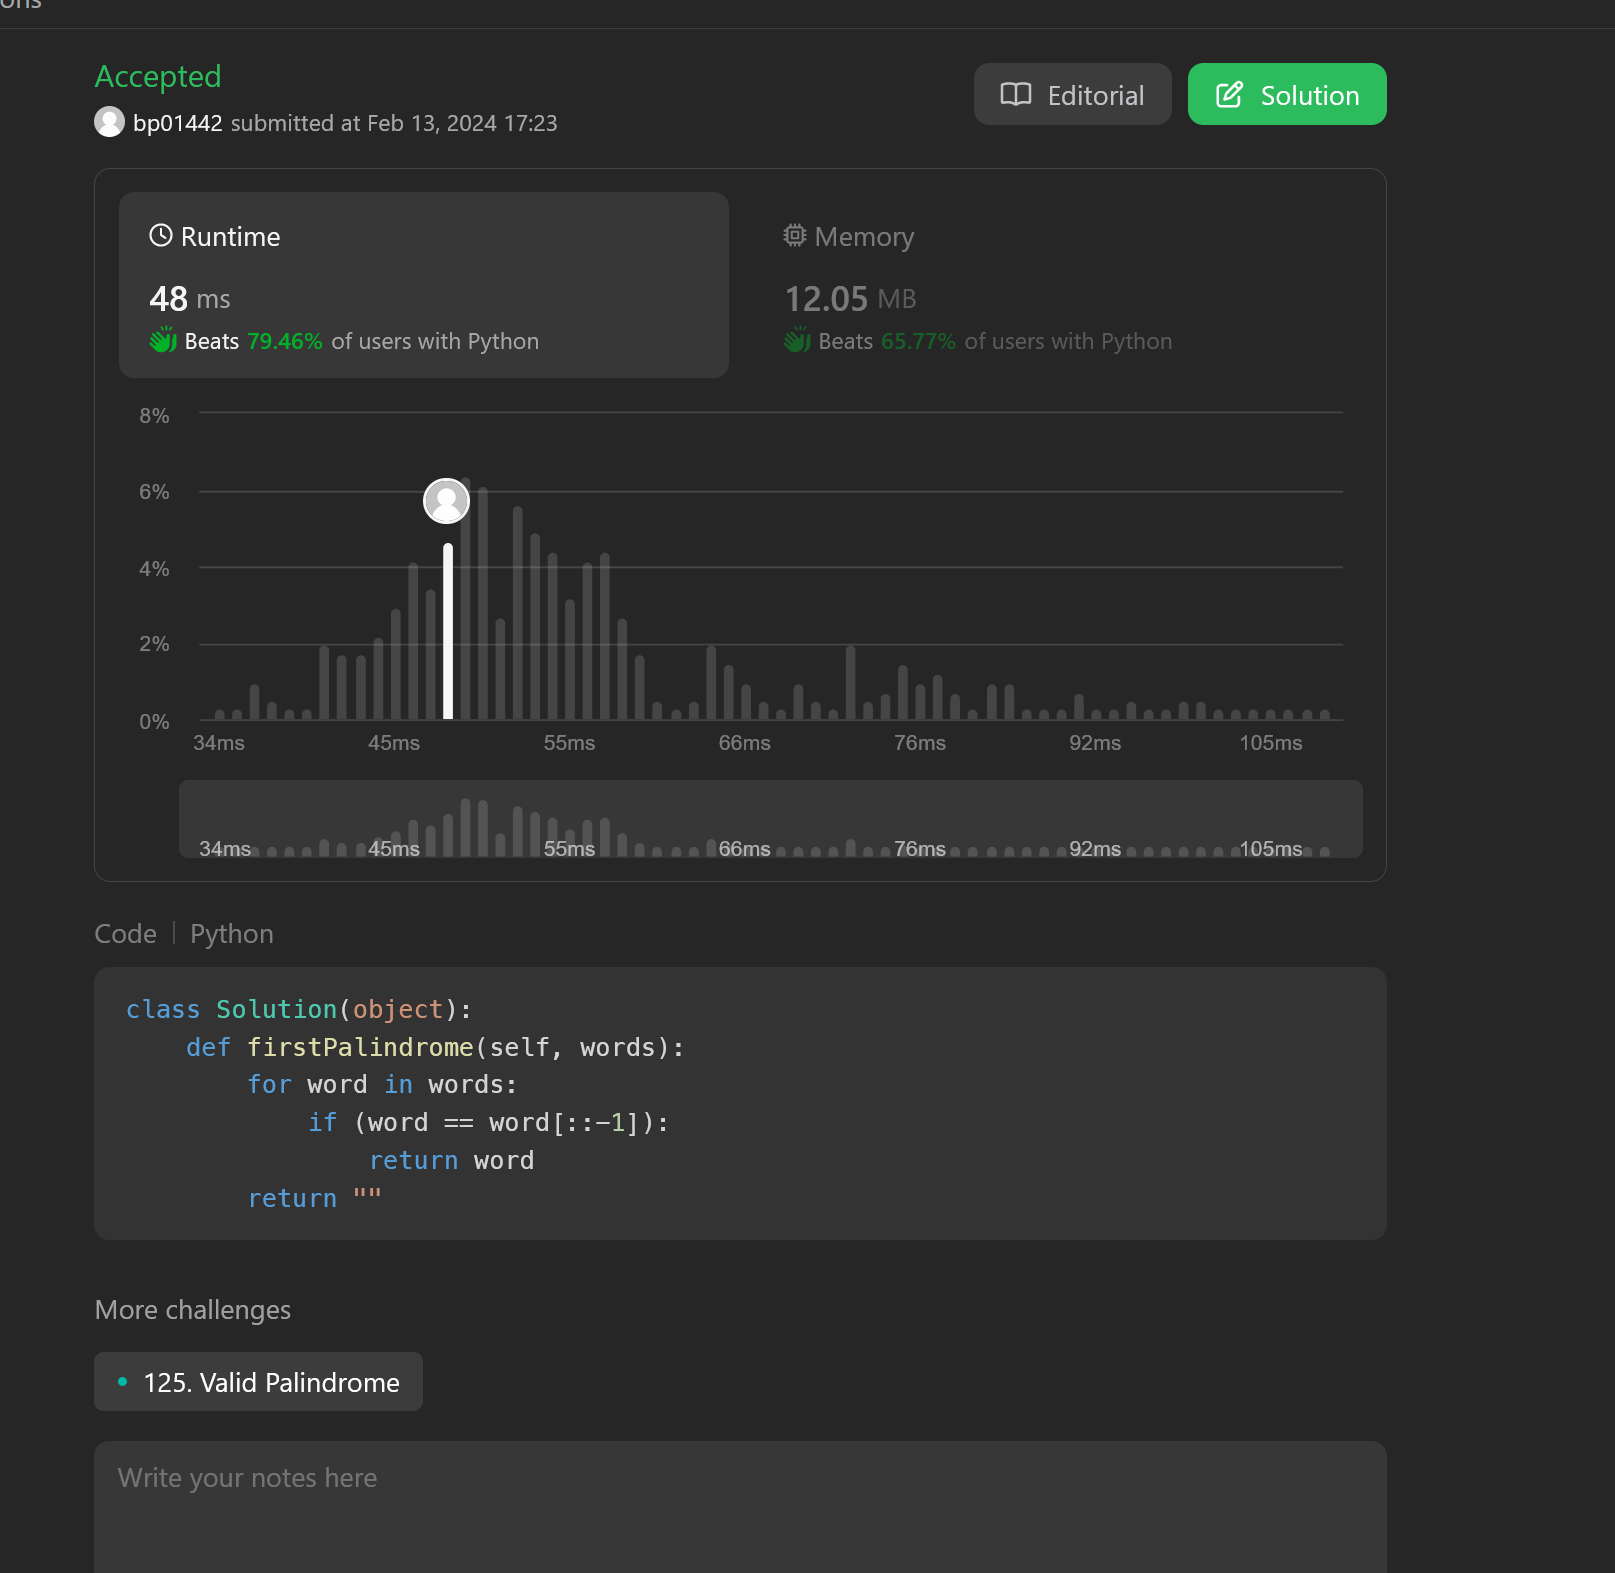 ons
Accepted
bp01442 submitted at Feb 13, 2024 17:23
Editorial
Solution
Runtime
48 ms
Beats 79.46% of users with Python
Memory
12.05 MB
Beats 65.77% of users with Python
8%
6%
4%
2%
0%
34ms 45ms 55ms 66ms 76ms 92ms 105ms
34ms 45ms 55ms 66ms 76ms 92ms 105ms
Code | Python
class Solution(object):
    def firstPalindrome(self, words):
        for word in words:
            if (word == word[::-1]):
                return word
        return ""
More challenges
125. Valid Palindrome
Write your notes here